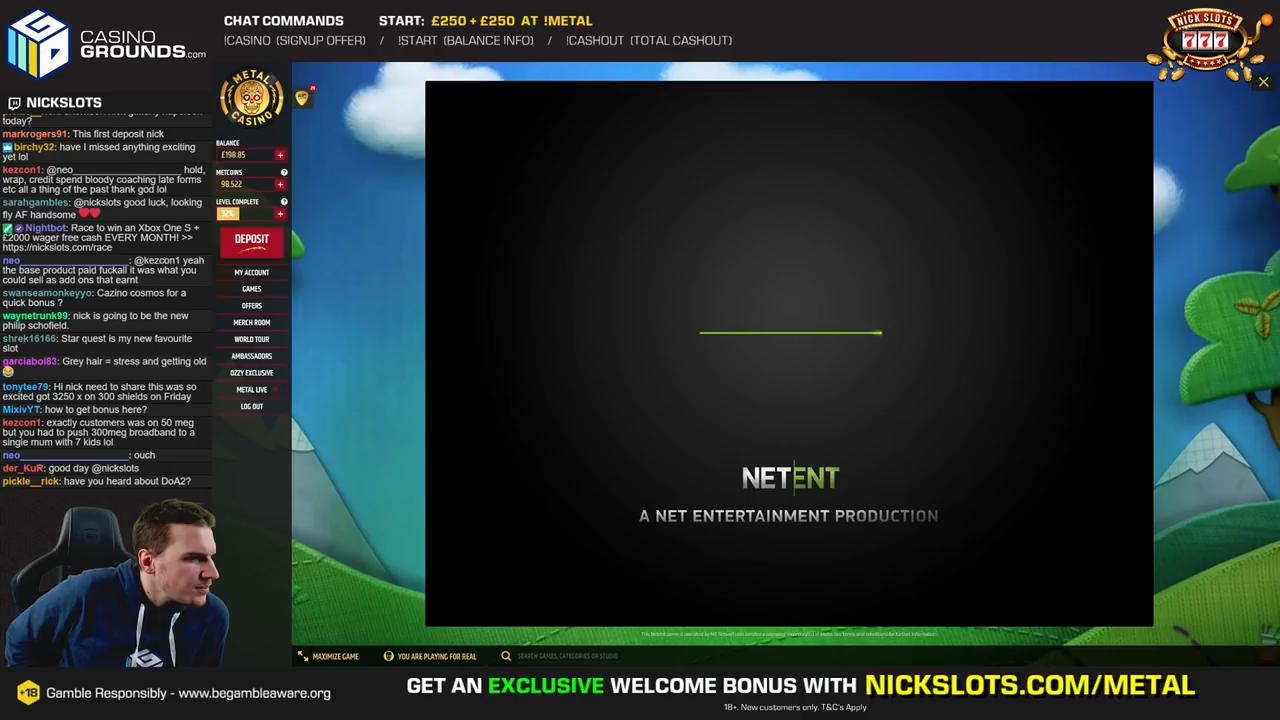 CHAT COMMANDS
START: £250 + £250 AT !METAL
!CASINO (SIGNUP OFFER) / !START (BALANCE INFO) / !CASHOUT (TOTAL CASHOUT)
CASINO
GROUNDS.com
NICK SLOTS
777
NICKSLOTS
today?
markrogers91: This first deposit nick
birchy32: have I missed anything exciting
yet lol
kezcon1: @neo__________________ hold,
wrap, credit spend bloody coaching late forms
etc all a thing of the past thank god lol
sarahgambles: @nickslots good luck, looking
fly AF handsome
Nightbot: Race to win an Xbox One S +
£2000 wager free cash EVERY MONTH! >>
https://nickslots.com/race
neo__________________: @kezcon1 yeah
the base product paid fuckall it was what you
could sell as add ons that earnt
swanseamonkeyyo: Cazino cosmos for a
quick bonus ?
waynetrunk99: nick is going to be the new
philip schofield.
shrek16166: Star quest is my new favourite
slot
garciaboi83: Grey hair = stress and getting old
tonytee79: Hi nick need to share this was so
excited got 3250 x on 300 shields on Friday
MixivYT: how to get bonus here?
kezcon1: exactly customers was on 50 meg
but you had to push 300meg broadband to a
single mum with 7 kids lol
neo__________________: ouch
der_KuR: good day @nickslots
pickle__rick: have you heard about DoA2?
METAL
CASINO
BALANCE
£198.85
METCOINS
98.522
LEVEL COMPLETE
32%
DEPOSIT
MY ACCOUNT
GAMES
OFFERS
MERCH ROOM
WORLD TOUR
AMBASSADORS
OZZY EXCLUSIVE
METAL LIVE
LOG OUT
NETENT
A NET ENTERTAINMENT PRODUCTION
MAXIMIZE GAME
YOU ARE PLAYING FOR REAL
SEARCH GAMES, CATEGORIES OR STUDIO
+18 Gamble Responsibly - www.begambleaware.org
GET AN EXCLUSIVE WELCOME BONUS WITH NICKSLOTS.COM/METAL
18+. New customers only. T&C's Apply